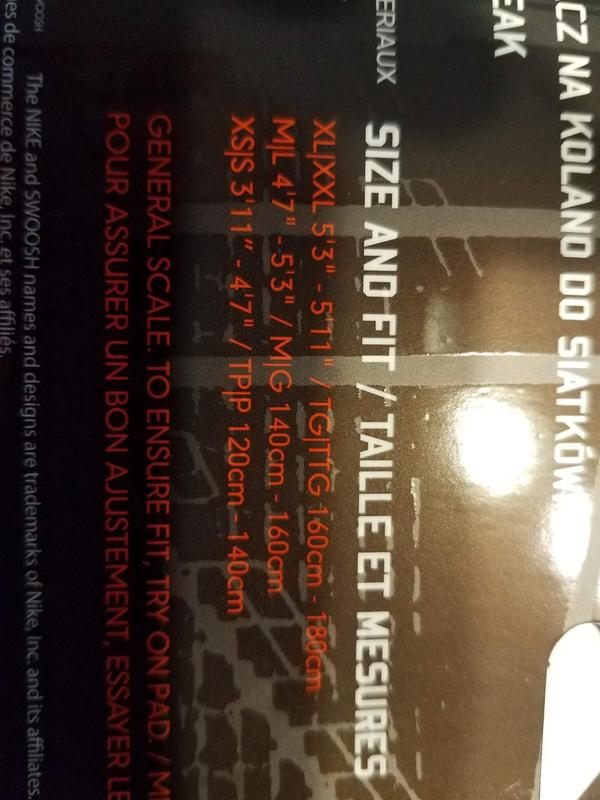 CZ NA KOLANO DO SIATKÓW
EAK
ERIAUX
SIZE AND FIT / TAILLE ET MESURES
XL|XXL 5'3" - 5'11" / TG|TTG 160cm - 180cm
M|L 4'7" - 5'3" / M|G 140cm - 160cm
XS|S 3'11" - 4'7" / TP|P 120cm - 140cm
GENERAL SCALE. TO ENSURE FIT, TRY ON PAD. /
POUR ASSURER UN BON AJUSTEMENT, ESSAYER LE
The NIKE and SWOOSH names and designs are trademarks of Nike, Inc. and its affiliates.
es de commerce de Nike, Inc. et ses affiliés.